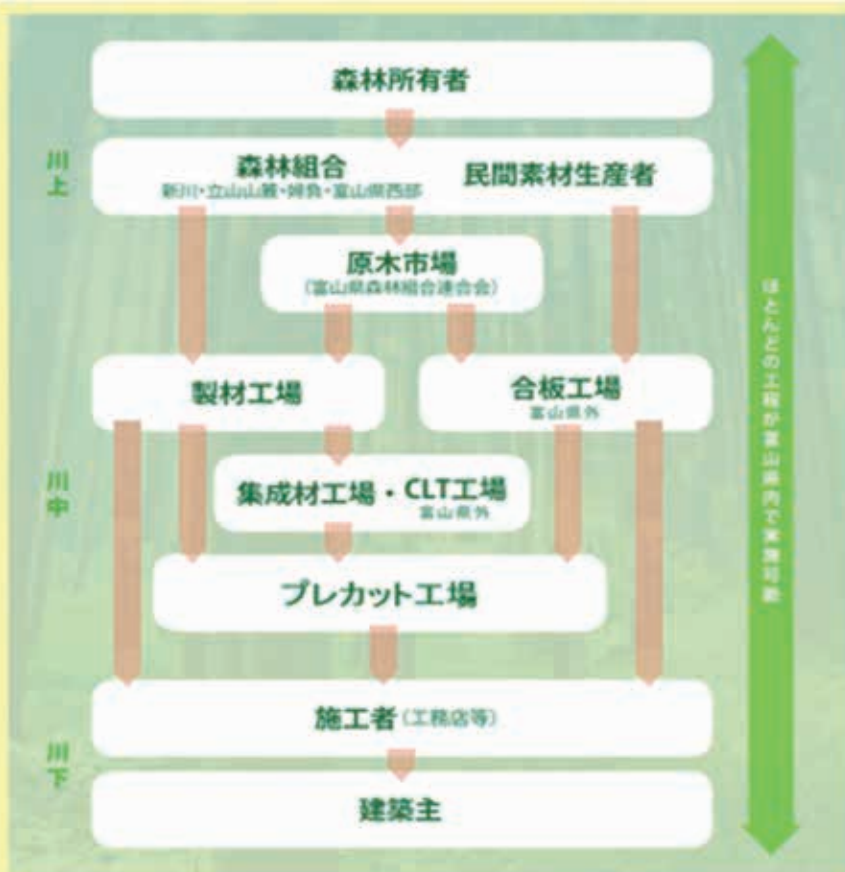 森林所有者
川上
森林組合
新川・立山山麓・婦負・富山県西部
民間素材生産者
原木市場
(富山県森林組合連合会)
製材工場
合板工場
富山県外
川中
集成材工場・CLT工場
富山県外
プレカット工場
施工者(工務店等)
川下
建築主
ほとんどの工程が富山県内で実施可能